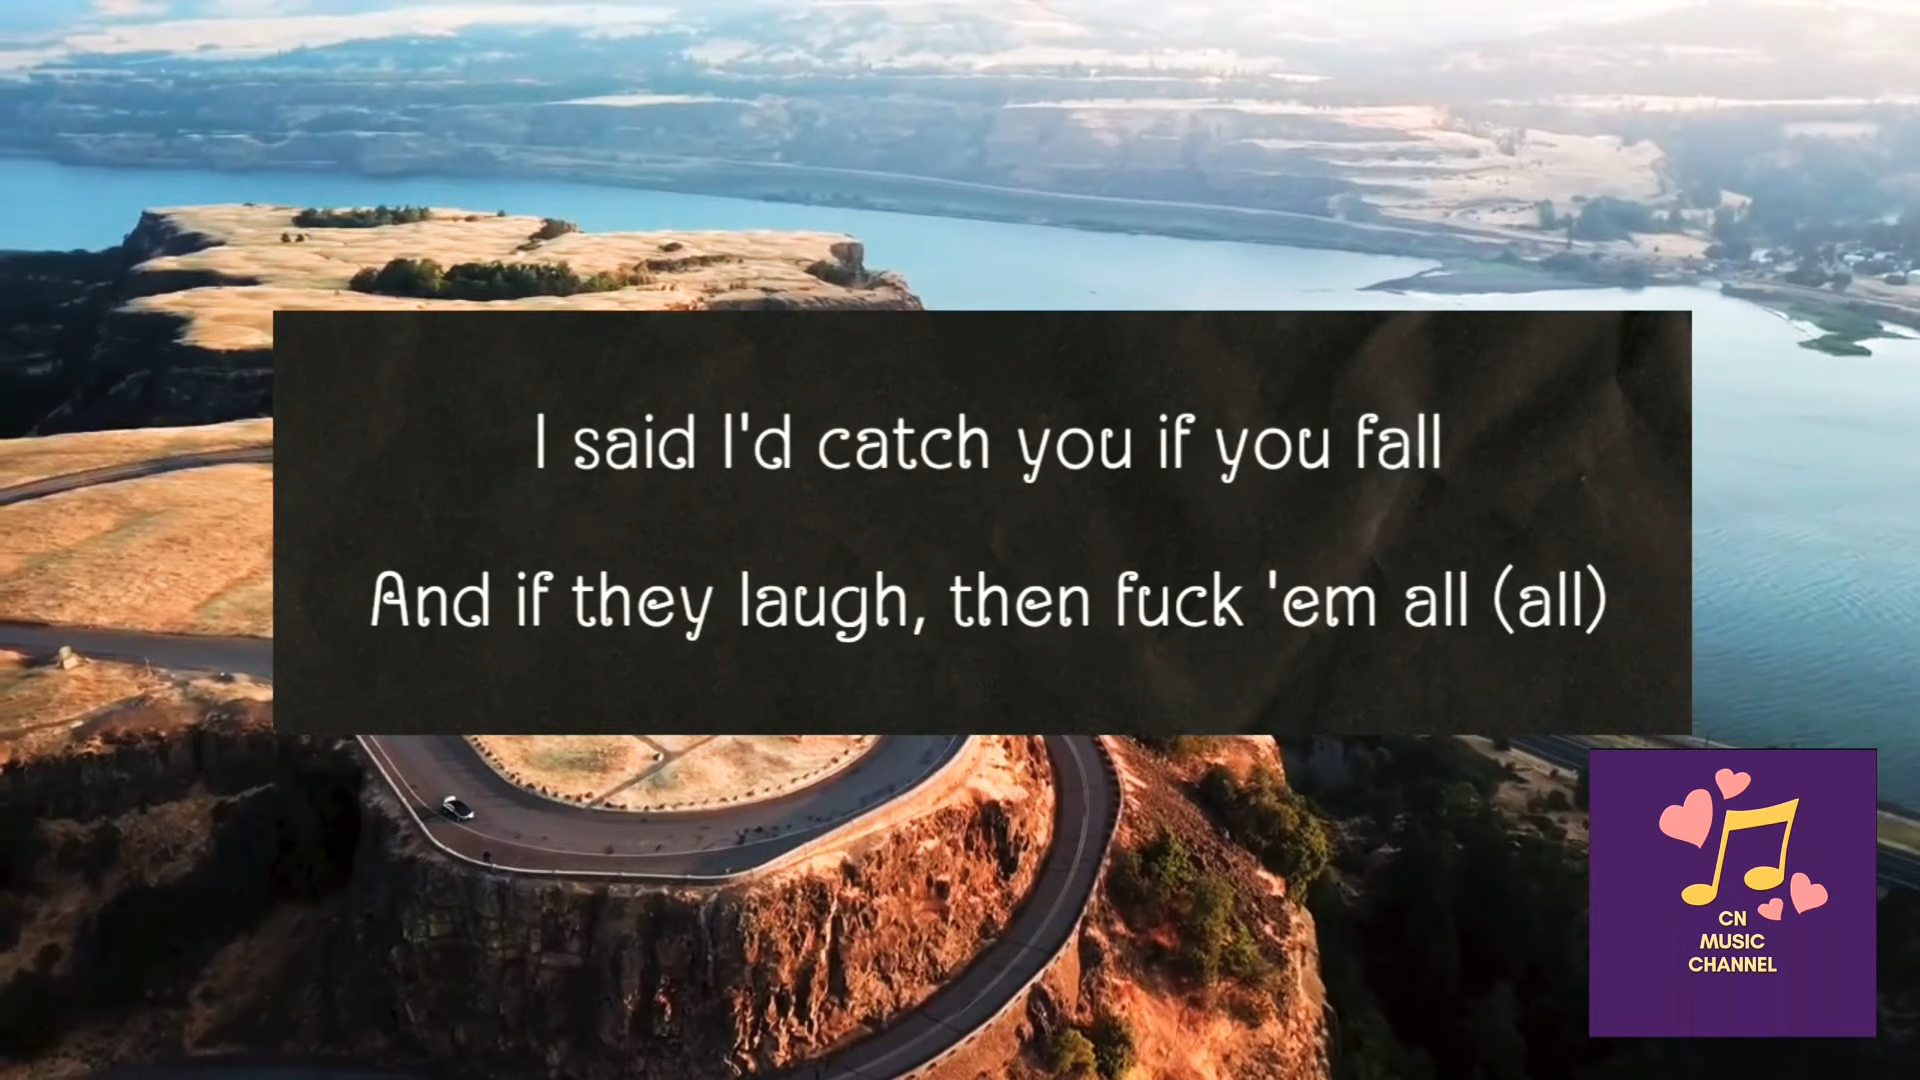 I said I'd catch you if you fall
And if they laugh, then fuck 'em all (all)
CN
MUSIC
CHANNEL